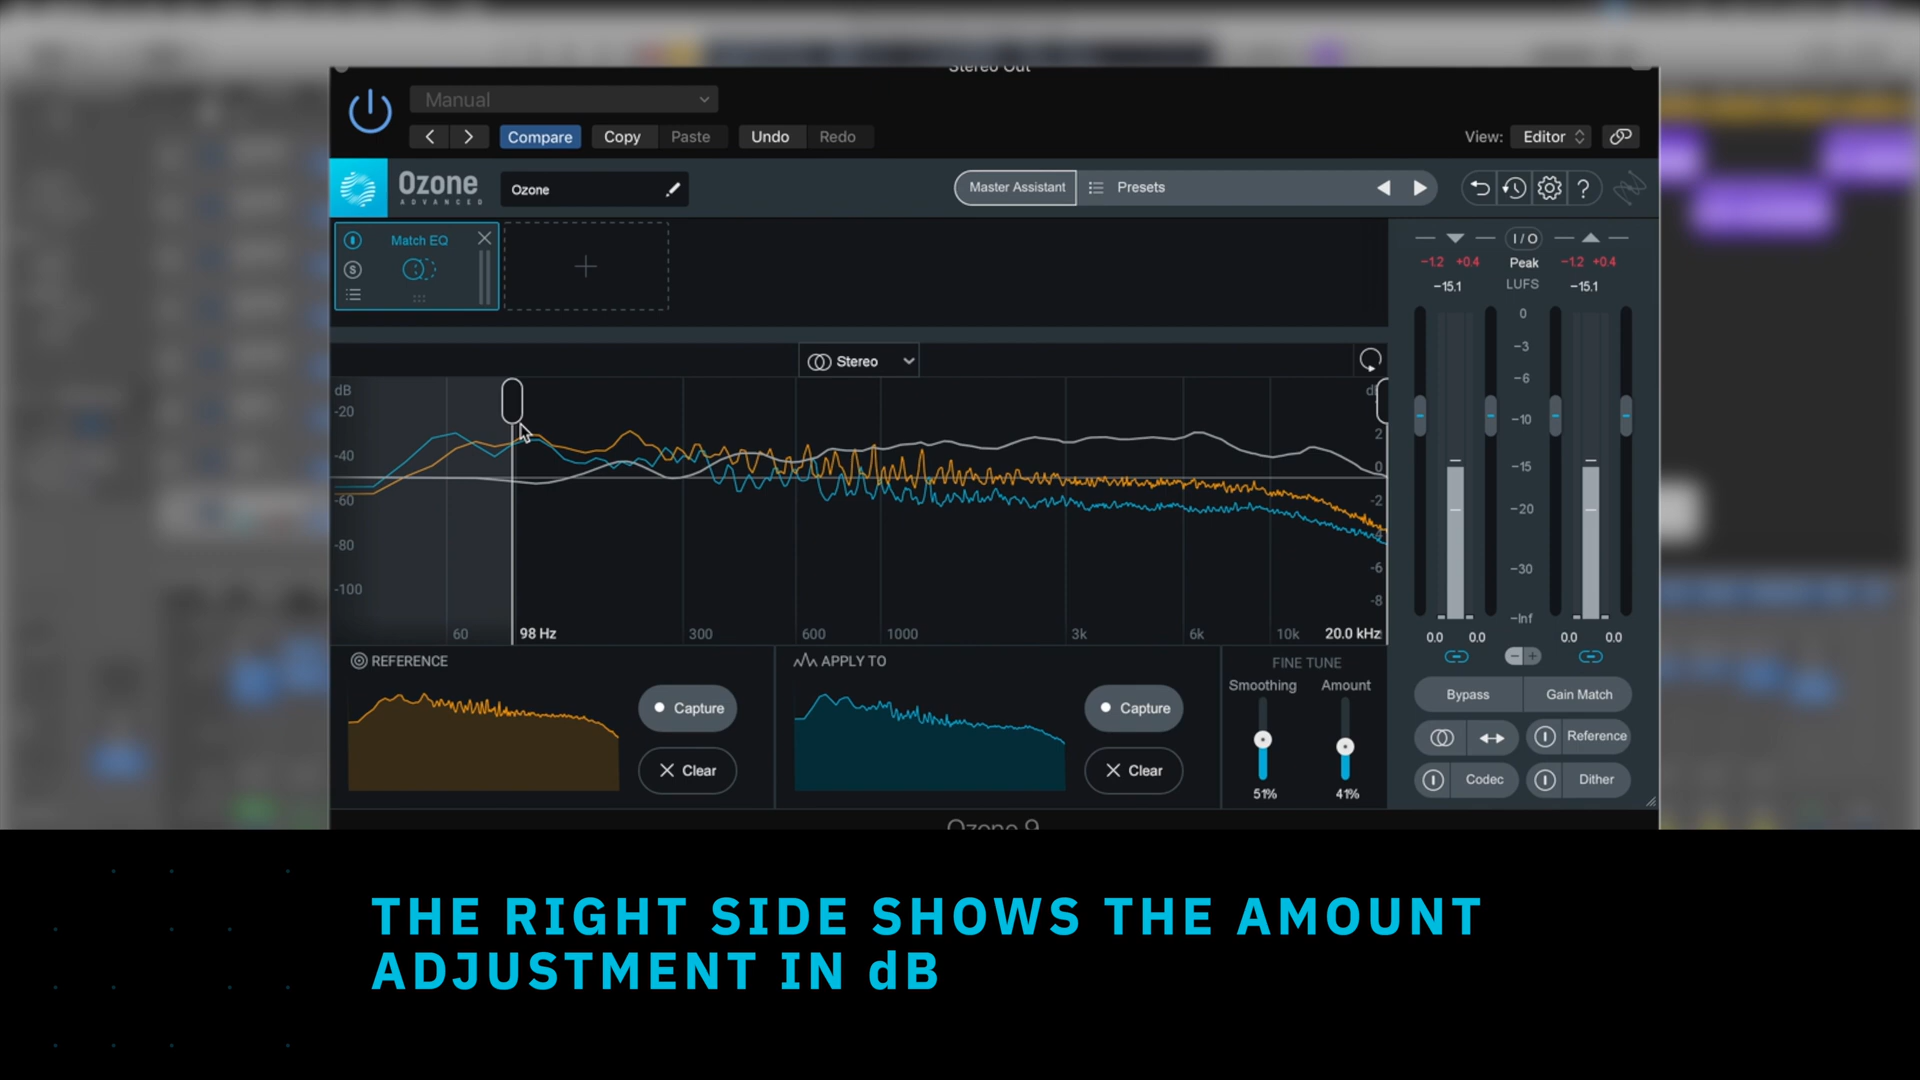 Stereo Out
Manual
Compare Copy Paste Undo Redo
View: Editor
Ozone
ADVANCED
Ozone
Master Assistant Presets
?
Match EQ
S
I/O
-1.2 +0.4 Peak -1.2 +0.4
-15.1 LUFS -15.1
Stereo
dB
-20
-40
-60
-80
-100
2
0
-2
-4
-6
-8
60 98 Hz 300 600 1000 3k 6k 10k 20.0 kHz
0
-3
-6
-10
-15
-20
-30
-Inf
0.0 0.0 0.0 0.0
REFERENCE
Capture
Clear
APPLY TO
Capture
Clear
FINE TUNE
Smoothing Amount
51% 41%
Bypass Gain Match
Reference
Codec Dither
Ozone 9
THE RIGHT SIDE SHOWS THE AMOUNT
ADJUSTMENT IN dB